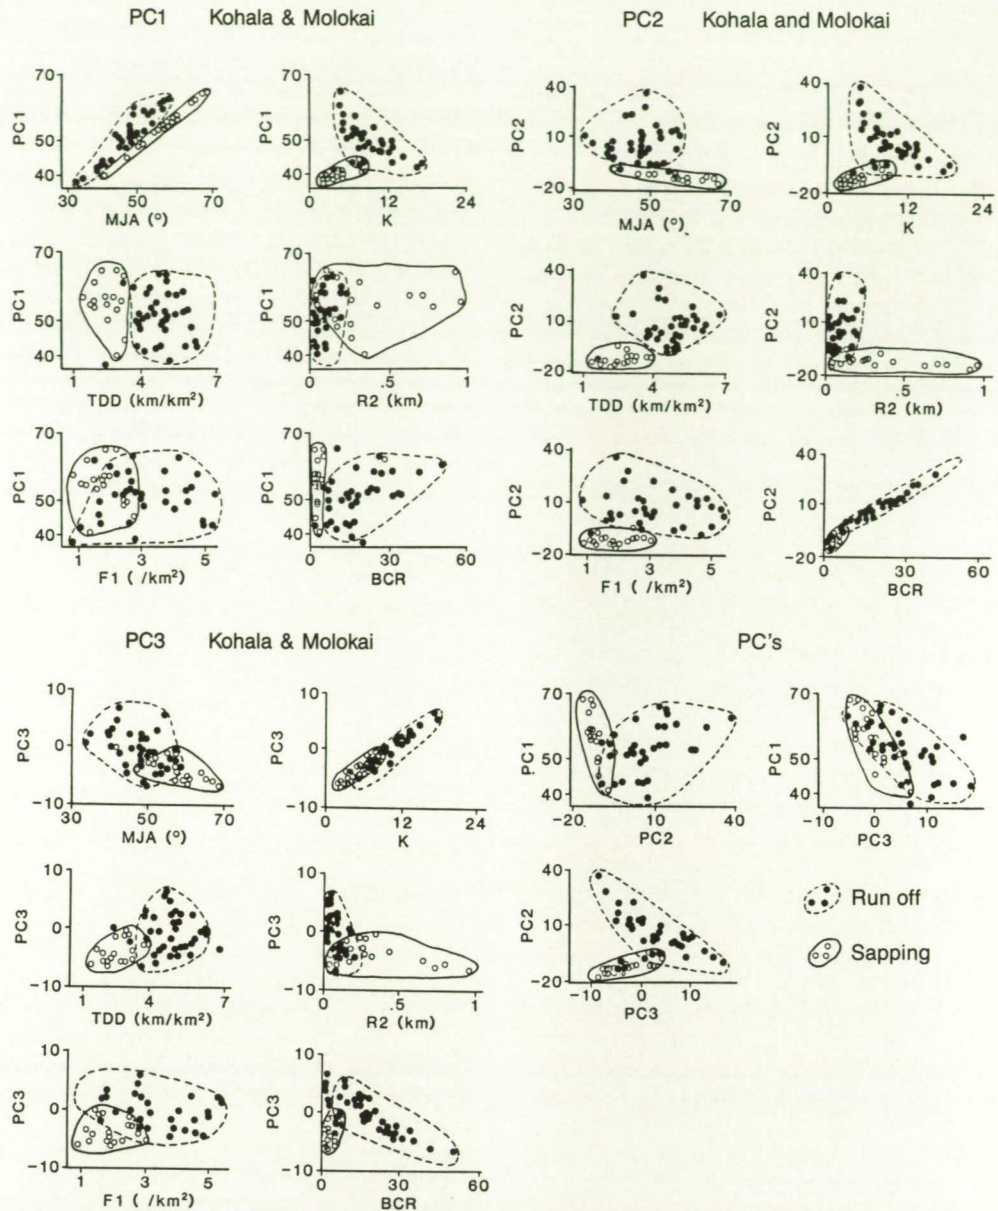 PC1 Kohala & Molokai
70
50
40
PC1
30 50 70
MJA (°)
70
50
40
PC1
0 12 24
K
70
50
40
PC1
1 4 7
TDD (km/km²)
70
50
40
PC1
0 .5 1
R2 (km)
70
50
40
PC1
1 3 5
F1 ( /km²)
70
50
40
PC1
0 30 60
BCR
PC2 Kohala and Molokai
40
10
-20
PC2
30 50 70
MJA (°)
40
10
-20
PC2
0 12 24
K
40
10
-20
PC2
1 4 7
TDD (km/km²)
40
10
-20
PC2
0 .5 1
R2 (km)
40
10
-20
PC2
1 3 5
F1 ( /km²)
40
10
-20
PC2
0 30 60
BCR
PC3 Kohala & Molokai
10
0
-10
PC3
30 50 70
MJA (°)
10
0
-10
PC3
0 12 24
K
10
0
-10
PC3
1 4 7
TDD (km/km²)
10
0
-10
PC3
0 .5 1
R2 (km)
10
0
-10
PC3
1 3 5
F1 ( /km²)
10
0
-10
PC3
0 30 60
BCR
PC's
70
50
40
PC1
-20 10 40
PC2
70
50
40
PC1
-10 0 10
PC3
40
10
-20
PC2
-10 0 10
PC3
Run off
Sapping